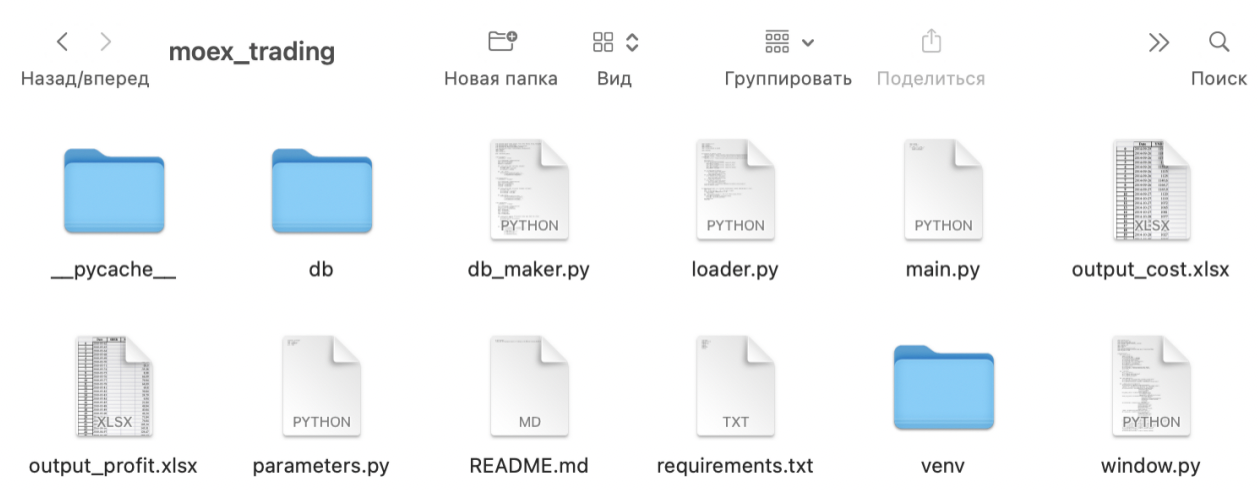 moex_trading
Назад/вперед
Новая папка
Вид
Группировать
Поделиться
Поиск
__pycache__
db
PYTHON
db_maker.py
PYTHON
loader.py
PYTHON
main.py
XLSX
output_cost.xlsx
XLSX
output_profit.xlsx
PYTHON
parameters.py
MD
README.md
TXT
requirements.txt
venv
PYTHON
window.py